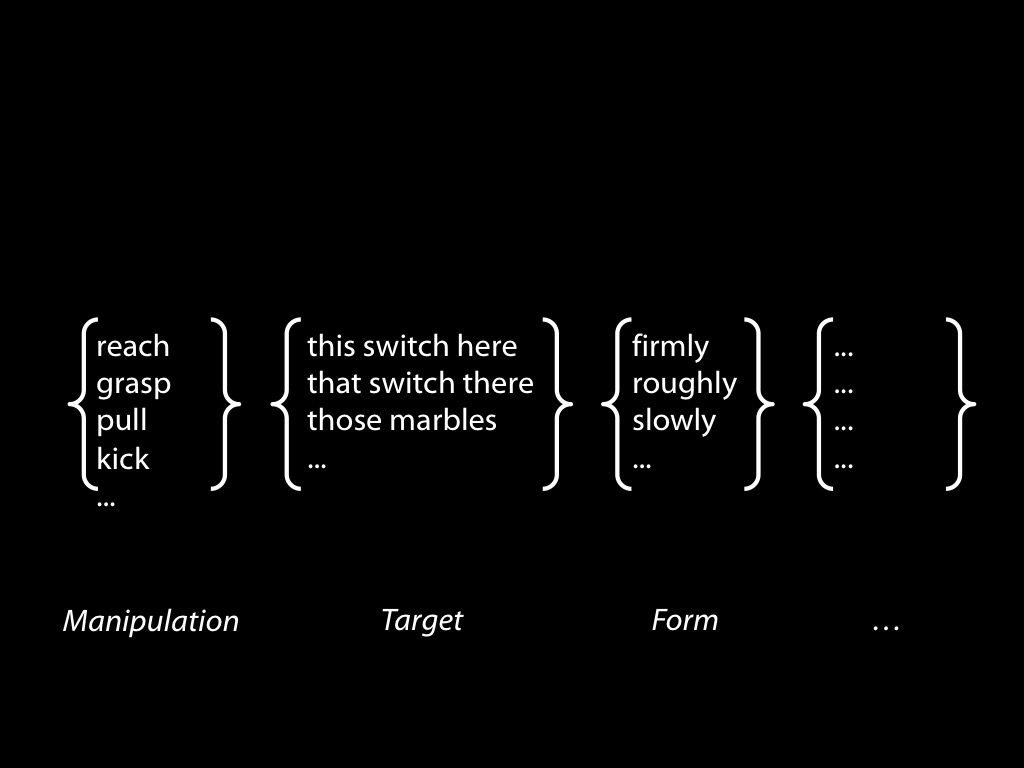 reach
grasp
pull
kick
...
this switch here
that switch there
those marbles
...
firmly
roughly
slowly
...
...
...
...
...
Manipulation
Target
Form
...